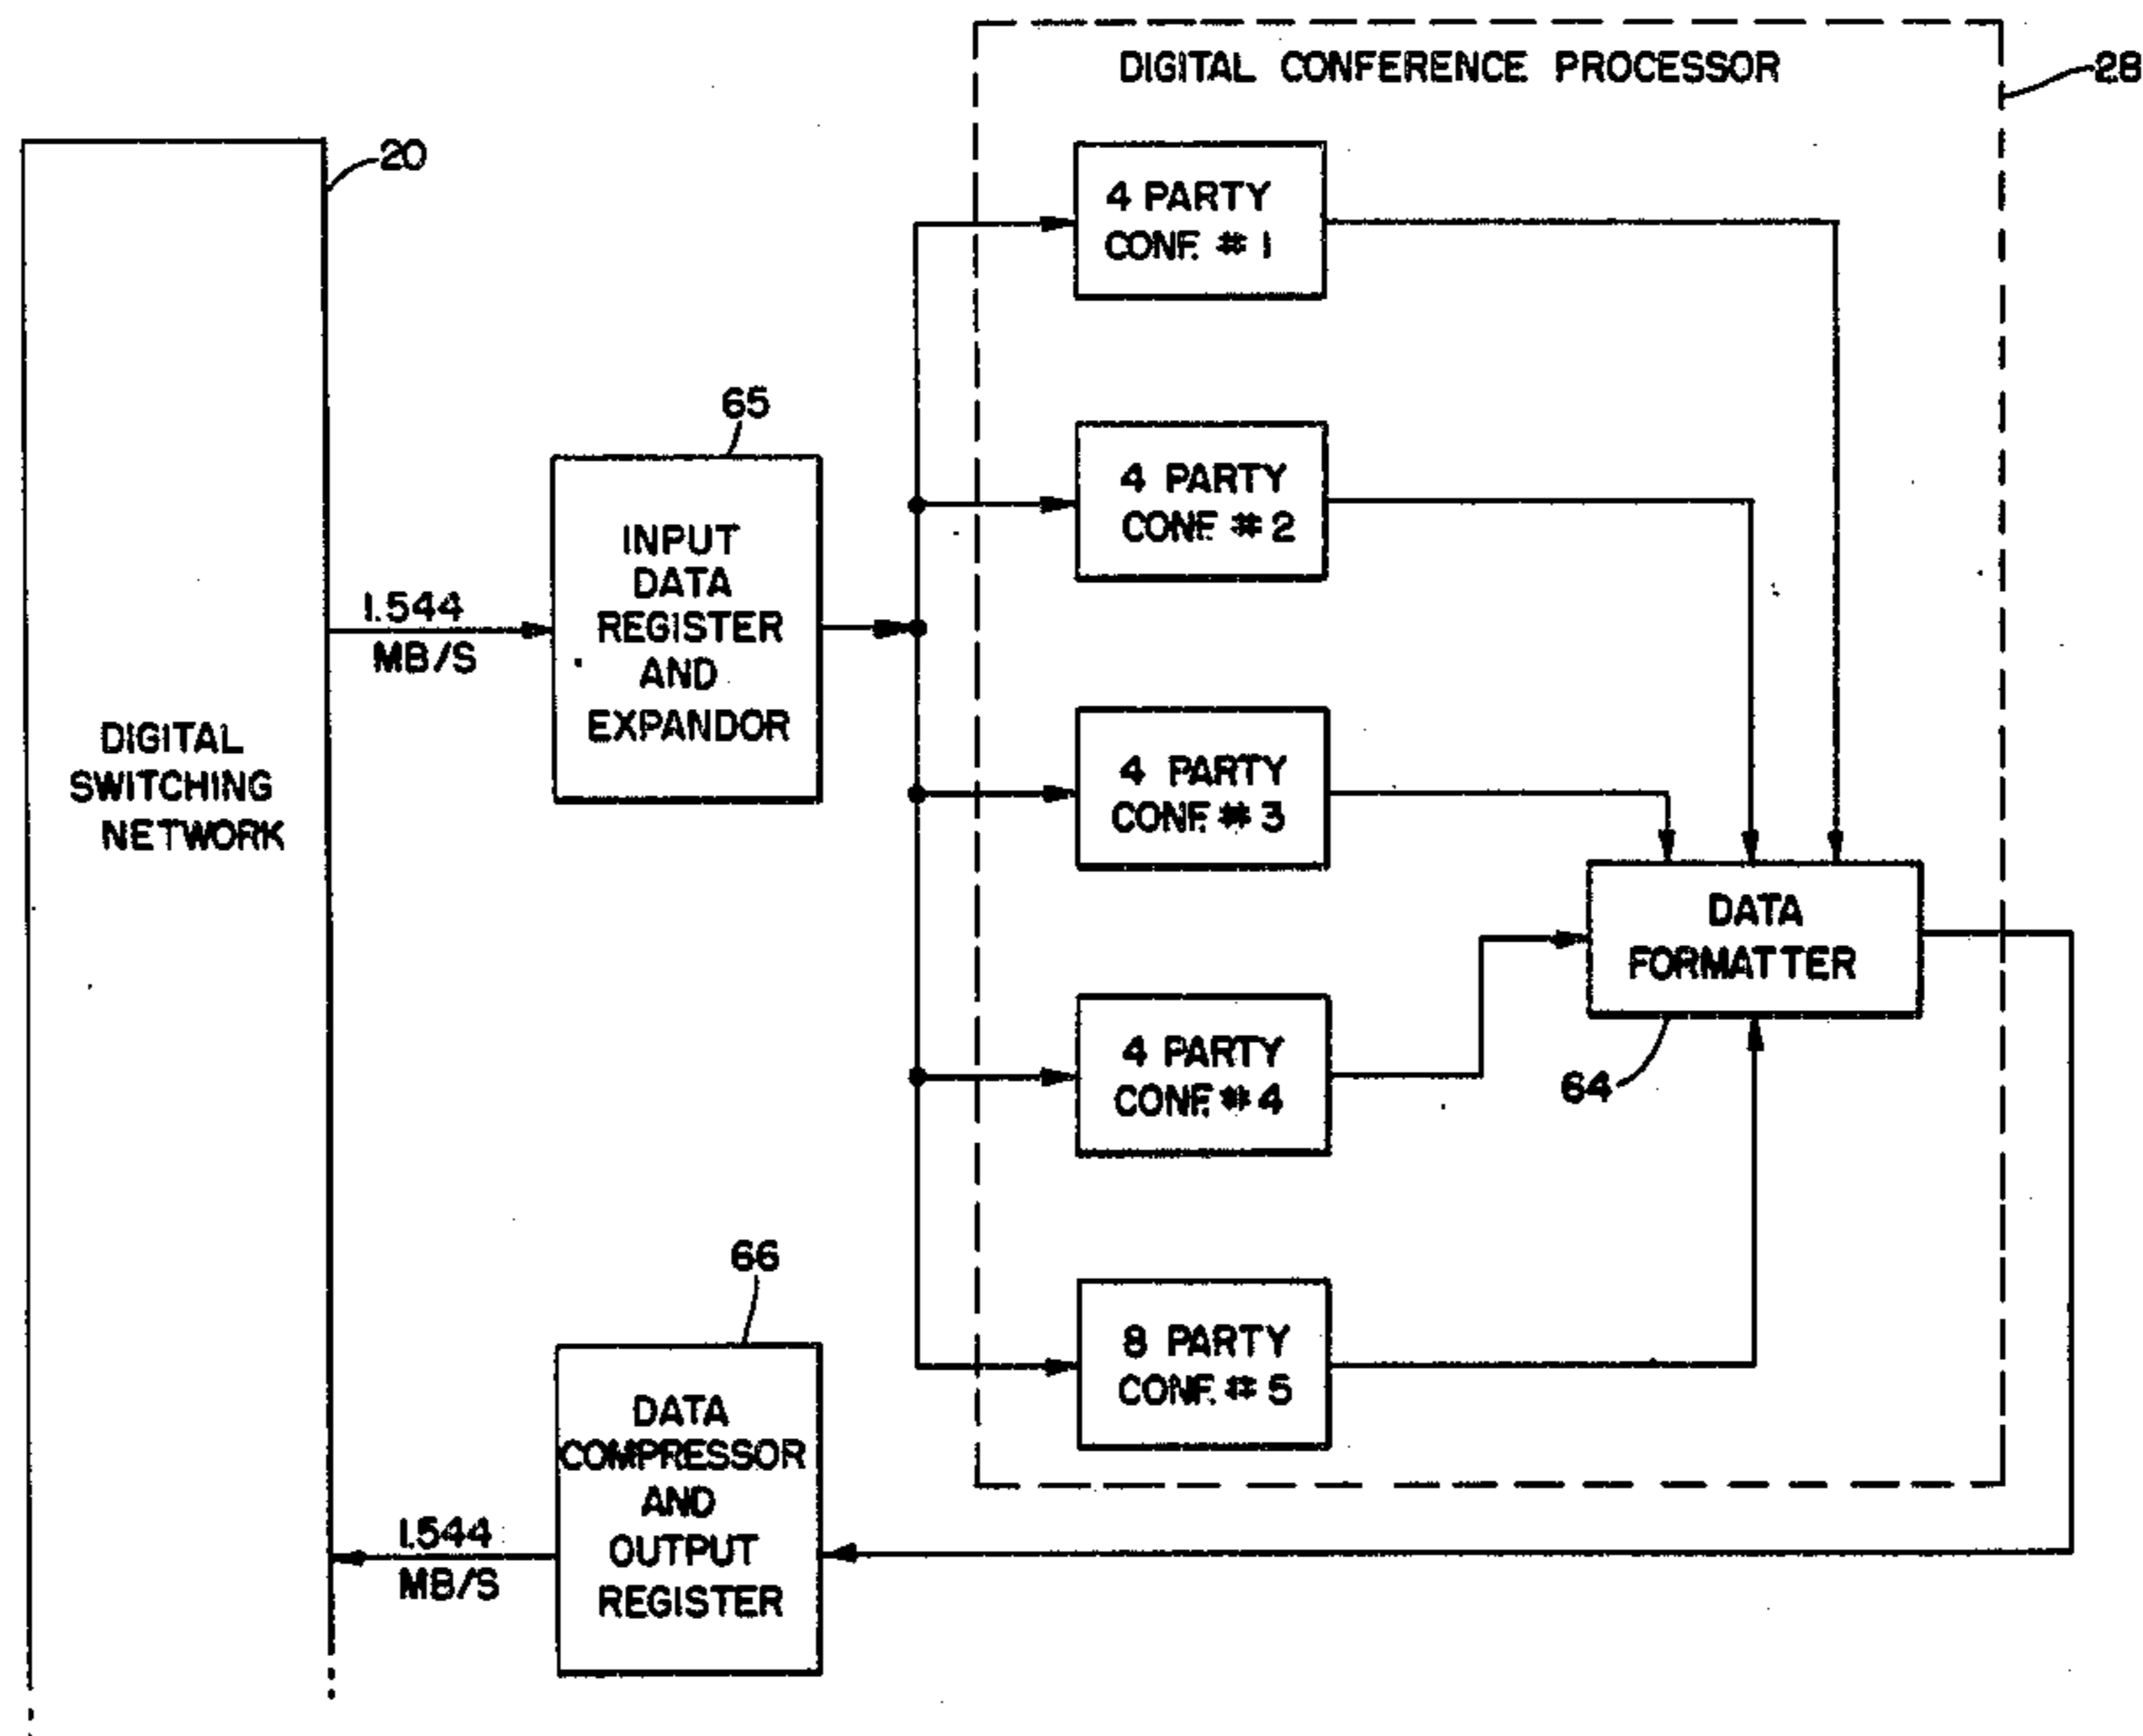 DIGITAL CONFERENCE PROCESSOR
28
20
4 PARTY
CONF. # 1
65
4 PARTY
CONF. # 2
INPUT
DATA
REGISTER
AND
EXPANDOR
1.544
MB/S
DIGITAL
SWITCHING
NETWORK
4 PARTY
CONF. # 3
DATA
FORMATTER
64
4 PARTY
CONF. # 4
66
8 PARTY
CONF. # 5
DATA
COMPRESSOR
AND
OUTPUT
REGISTER
1.544
MB/S